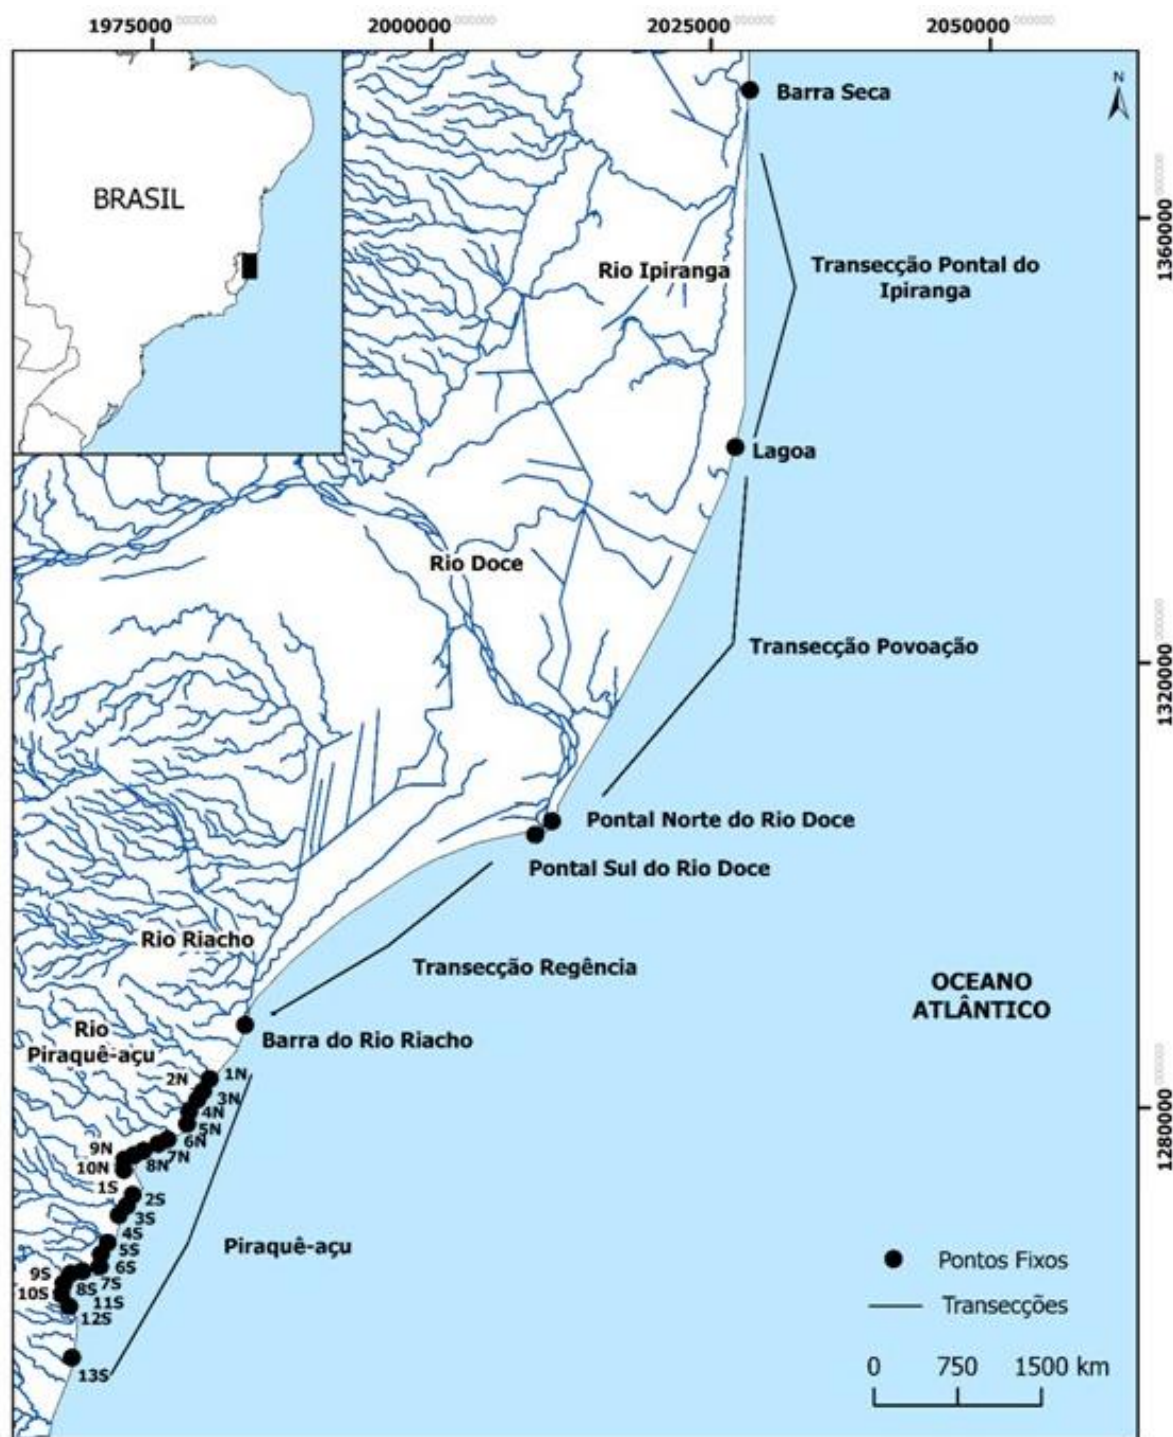 1975000
2000000
2025000
2050000
N
Barra Seca
BRASIL
13600000
Rio Ipiranga
Transecção Pontal do
Ipiranga
Lagoa
Rio Doce
Transecção Povoação
13200000
Pontal Norte do Rio Doce
Pontal Sul do Rio Doce
Rio Riacho
Transecção Regência
OCEANO
ATLÂNTICO
Rio
Piraquê-açu
Barra do Rio Riacho
2N
1N
3N
4N
5N
6N
7N
8N
9N
10N
12800000
1S
2S
3S
4S
5S
6S
7S
8S
9S
10S
11S
12S
13S
Piraquê-açu
Pontos Fixos
Transecções
0 750 1500 km